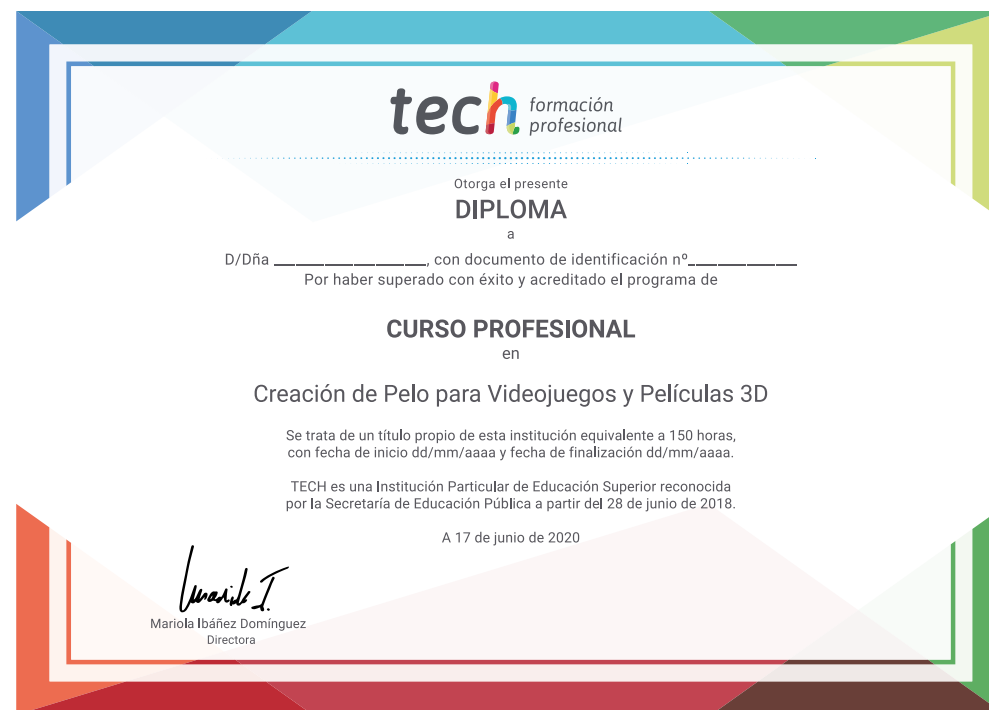 tech formación
profesional
Otorga el presente
DIPLOMA
a
D/Dña _______________, con documento de identificación nº__________
Por haber superado con éxito y acreditado el programa de
CURSO PROFESIONAL
en
Creación de Pelo para Videojuegos y Películas 3D
Se trata de un título propio de esta institución equivalente a 150 horas,
con fecha de inicio dd/mm/aaaa y fecha de finalización dd/mm/aaaa.
TECH es una Institución Particular de Educación Superior reconocida
por la Secretaría de Educación Pública a partir del 28 de junio de 2018.
A 17 de junio de 2020
Mariola Ibáñez Domínguez
Directora